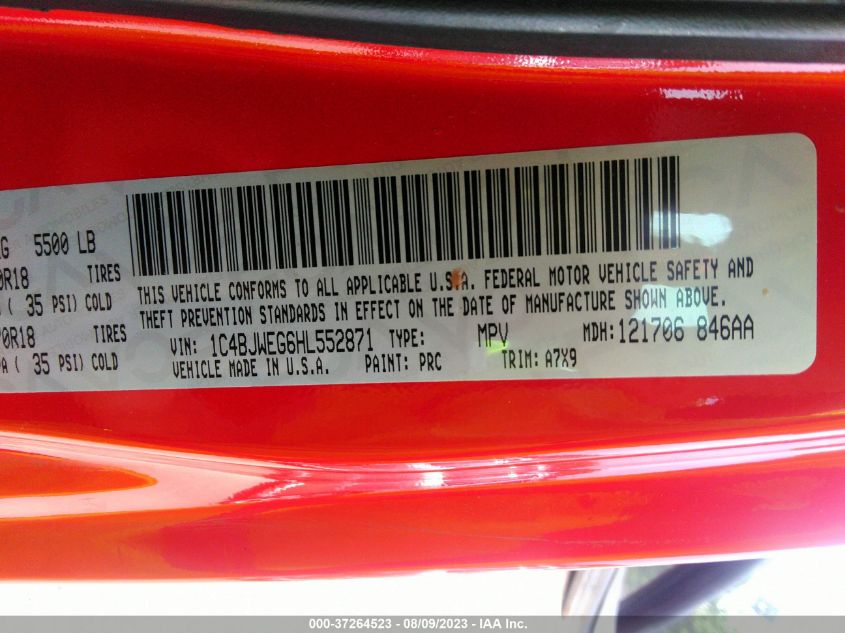 G 5500 LB
0R18 TIRES
( 35 PSI) COLD
70R18 TIRES
A ( 35 PSI) COLD
THIS VEHICLE CONFORMS TO ALL APPLICABLE U.S.A. FEDERAL MOTOR VEHICLE SAFETY AND
THEFT PREVENTION STANDARDS IN EFFECT ON THE DATE OF MANUFACTURE SHOWN ABOVE.
VIN: 1C4BJWEG6HL552871 TYPE: MPV MDH:121706 846AA
VEHICLE MADE IN U.S.A. PAINT: PRC TRIM: A7X9
000-37264523 - 08/09/2023 - IAA Inc.